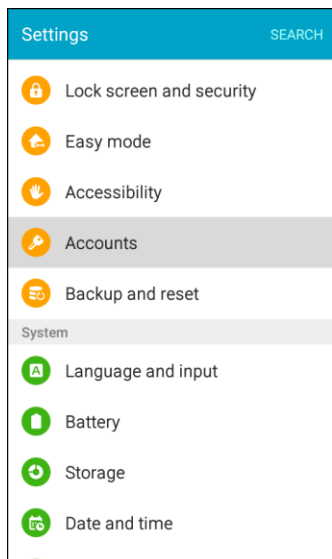 Settings
SEARCH
Lock screen and security
Easy mode
Accessibility
Accounts
Backup and reset
System
A
Language and input
Battery
Storage
Date and time